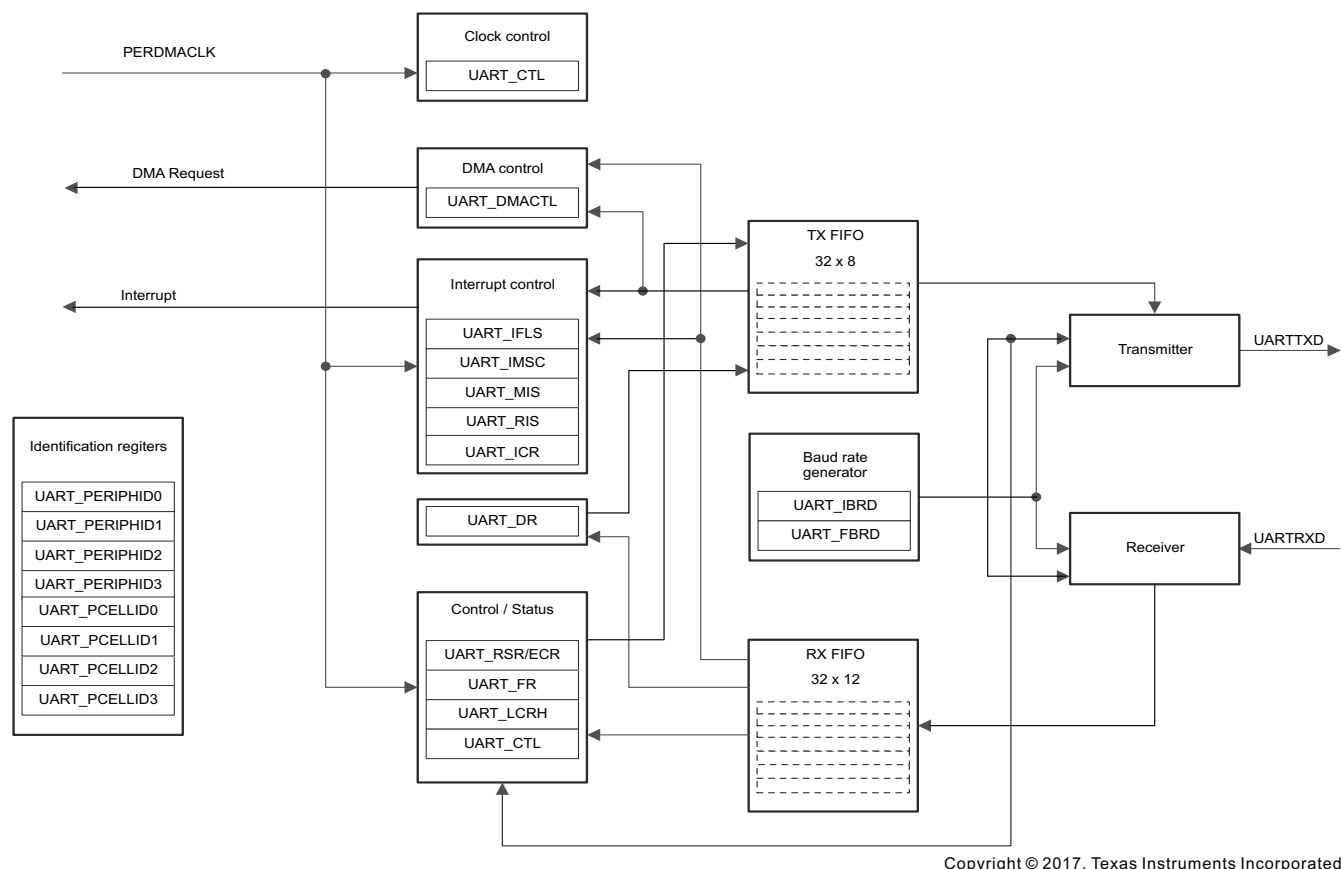 Clock control
PERDMACLK
UART_CTL
DMA control
DMA Request
UART_DMACTL
TX FIFO
32 x 8
Interrupt control
Interrupt
UART_IFLS
UART_IMSC
UART_MIS
UART_RIS
UART_ICR
Transmitter
UARTTXD
Identification regiters
UART_PERIPHID0
UART_PERIPHID1
UART_PERIPHID2
UART_PERIPHID3
UART_PCELLID0
UART_PCELLID1
UART_PCELLID2
UART_PCELLID3
Baud rate
generator
UART_IBRD
UART_FBRD
UART_DR
Receiver
UARTRXD
Control / Status
UART_RSR/ECR
UART_FR
UART_LCRH
UART_CTL
RX FIFO
32 x 12
Copyright © 2017, Texas Instruments Incorporated